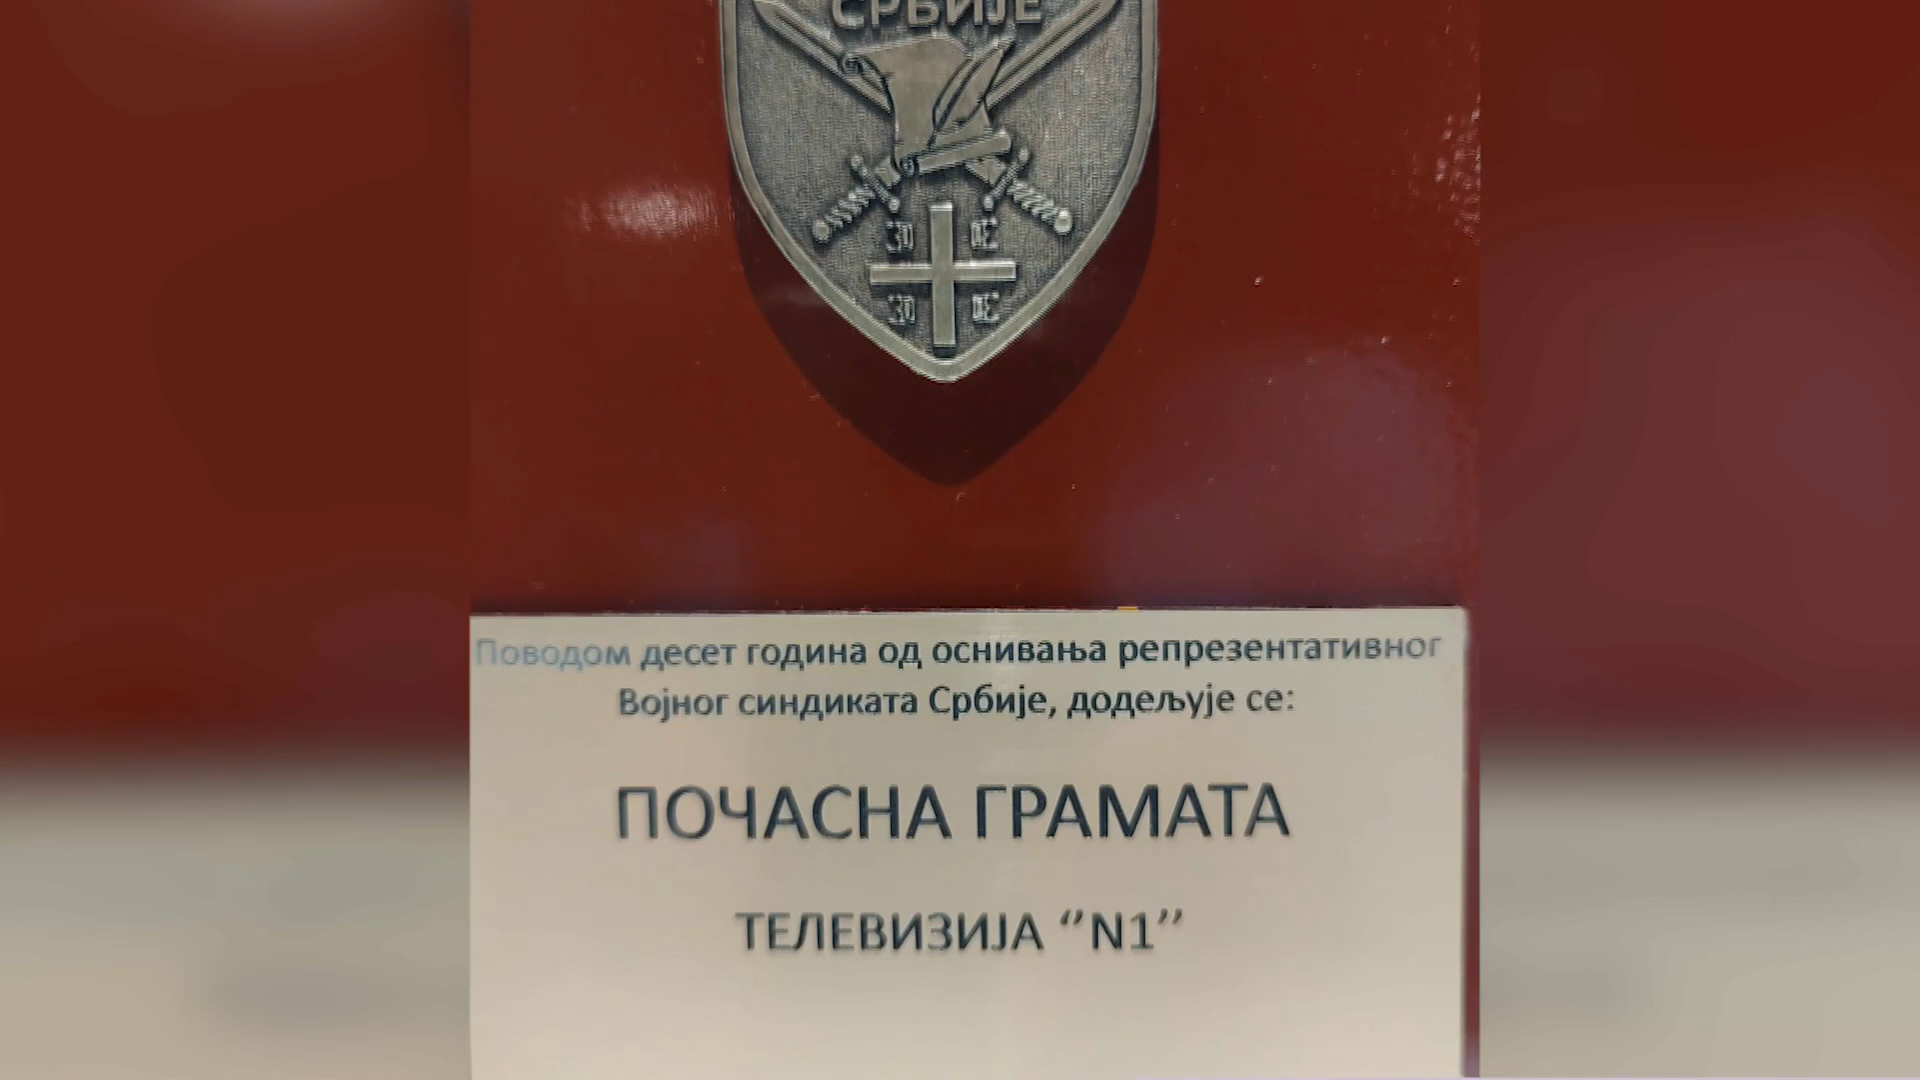 СРБИЈЕ
Поводом десет година од оснивања репрезентативног
Војног синдиката Србије, додељује се:
ПОЧАСНА ГРАМАТА
ТЕЛЕВИЗИЈА ‘’N1’’